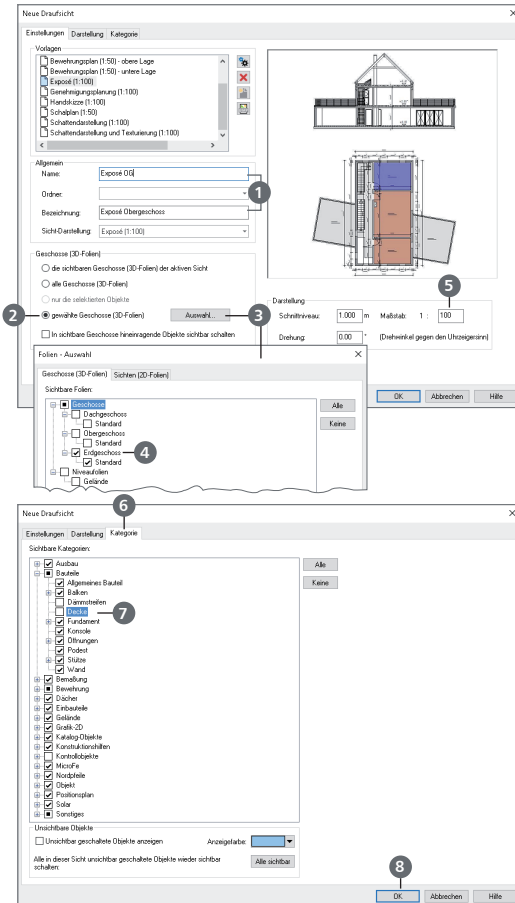 Neue Draufsicht
Einstellungen Darstellung Kategorie
Vorlagen
Bewehrungsplan (1:50) - obere Lage
Bewehrungsplan (1:50) - untere Lage
Exposé (1:100)
Genehmigungsplanung (1:100)
Handskizze (1:100)
Schalplan (1:50)
Schattendarstellung (1:100)
Schattendarstellung und Texturierung (1:100)
Allgemein
Name: Exposé OG
1
Ordner:
Bezeichnung: Exposé Obergeschoss
Sicht-Darstellung: Exposé (1:100)
Geschosse (3D-Folien)
die sichtbaren Geschosse (3D-Folien) der aktiven Sicht
alle Geschosse (3D-Folien)
nur die selektierten Objekte
2 gewählte Geschosse (3D-Folien) Auswahl... 3
In sichtbare Geschosse hineinragende Objekte sichtbar schalten
Darstellung
5
Schnittniveau: 1.000 m Maßstab: 1 : 100
Drehung: 0.00 ° (Drehwinkel gegen den Uhrzeigersinn)
OK Abbrechen Hilfe
Folien - Auswahl
Geschosse (3D-Folien) Sichten (2D-Folien)
Sichtbare Folien:
Geschosse
Dachgeschoss
Standard
Obergeschoss
Standard
Erdgeschoss 4
Standard
Niveaufolien
Gelände
Alle
Keine
6
Neue Draufsicht
Einstellungen Darstellung Kategorie
Sichtbare Kategorien:
Ausbau
Bauteile
Allgemeines Bauteil
Balken
Dämmstreifen
Decke 7
Fundament
Konsole
Öffnungen
Podest
Stütze
Wand
Bemaßung
Bewehrung
Dächer
Einbauteile
Gelände
Grafik-2D
Katalog-Objekte
Konstruktionshilfen
Kontrollobjekte
MicroFe
Nordpfeile
Objekt
Positionsplan
Solar
Sonstiges
Alle
Keine
Unsichtbare Objekte
Unsichtbar geschaltete Objekte anzeigen Anzeigefarbe:
Alle in dieser Sicht unsichtbar geschaltete Objekte wieder sichtbar
schalten: Alle sichtbar
8
OK Abbrechen Hilfe